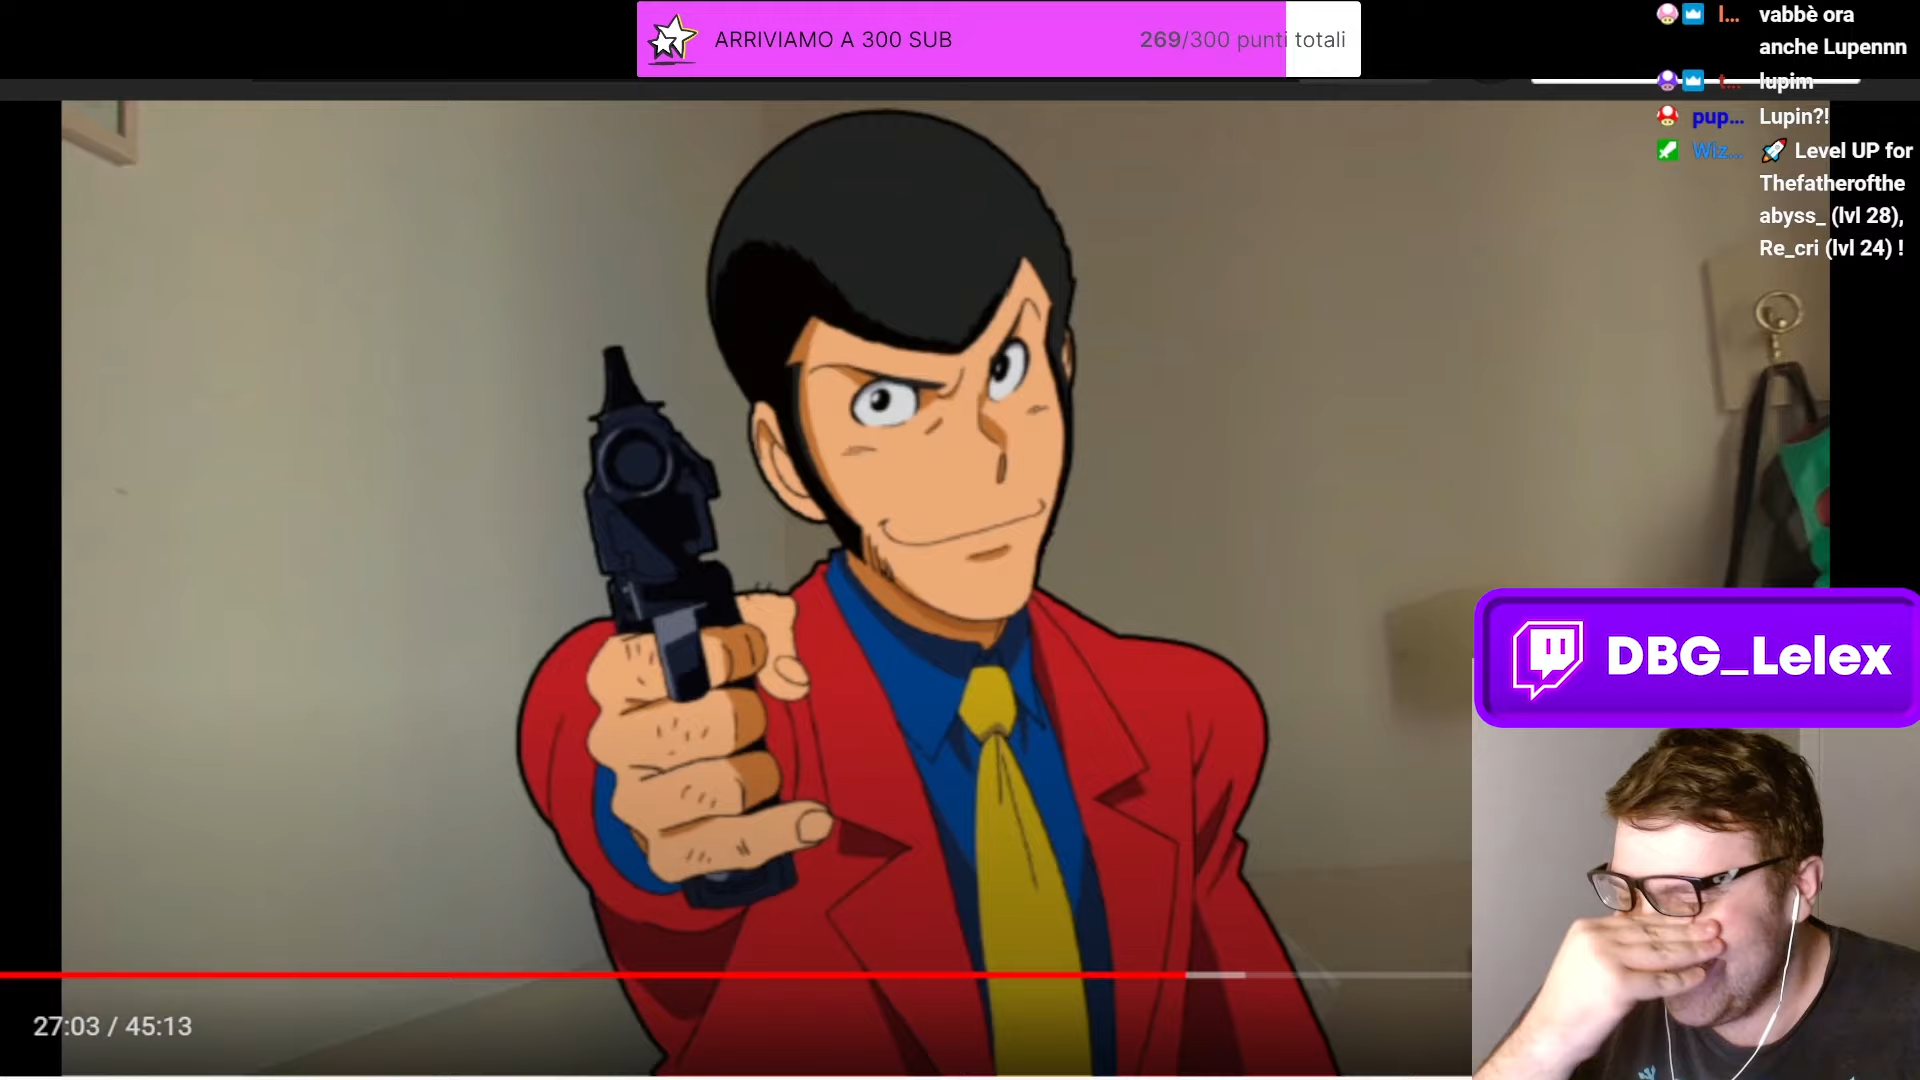 ARRIVIAMO A 300 SUB
269/300 punti totali
l... vabbè ora
anche Lupennn
t... lupim
pup... Lupin?!
Wiz... 🚀 Level UP for
Thefatherofthe
abyss_ (lvl 28),
Re_cri (lvl 24) !
DBG_Lelex
27:03 / 45:13